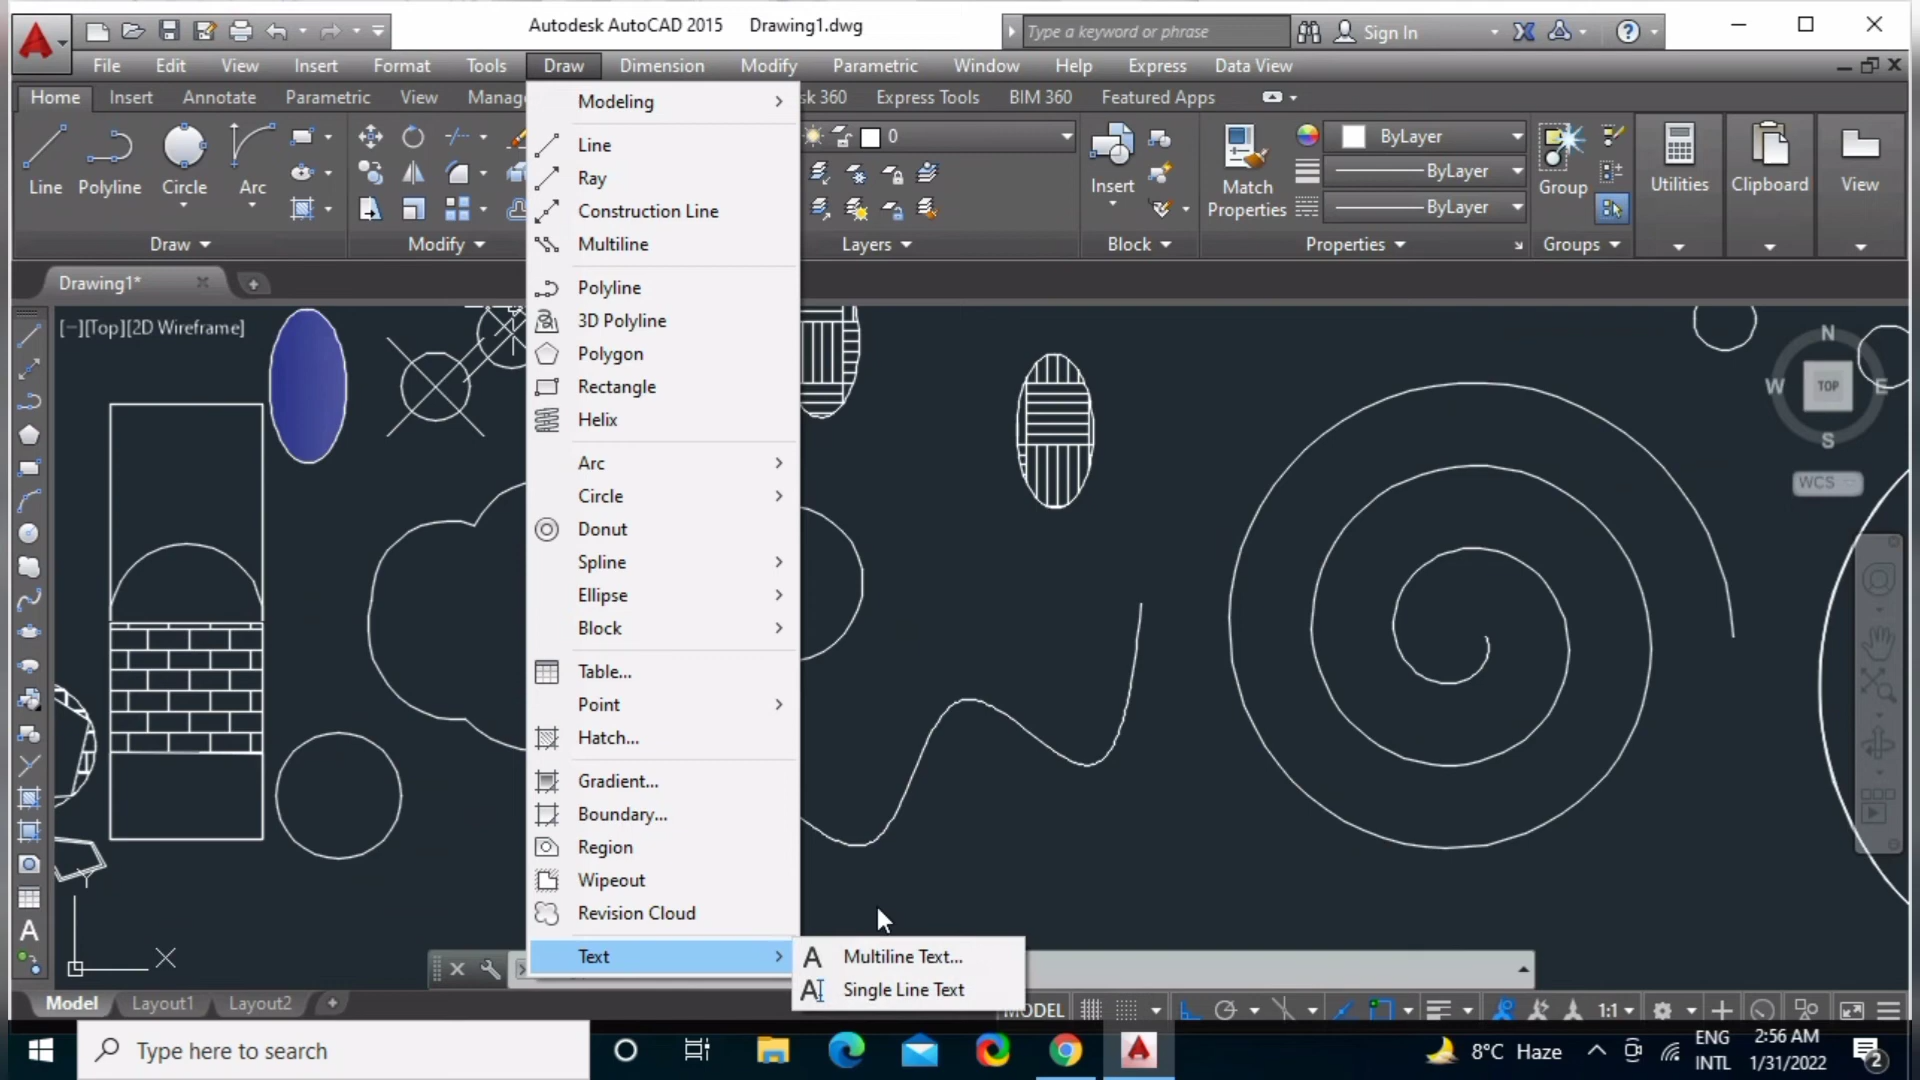 Autodesk AutoCAD 2015 Drawing1.dwg
Type a keyword or phrase
Sign In
File Edit View Insert Format Tools Draw Dimension Modify Parametric Window Help Express Data View
Home Insert Annotate Parametric View Express Tools BIM 360 Featured Apps
0
ByLayer
ByLayer
ByLayer
Line Polyline Circle Arc
Insert
Match
Properties
Group
Utilities
Clipboard
View
Draw Modify Layers Block Properties Groups
Drawing1*
[−][Top][2D Wireframe]
Modeling
Line
Ray
Construction Line
Multiline
Polyline
3D Polyline
Polygon
Rectangle
Helix
Arc
Circle
Donut
Spline
Ellipse
Block
Table...
Point
Hatch...
Gradient...
Boundary...
Region
Wipeout
Revision Cloud
Text
Multiline Text...
Single Line Text
N
W TOP E
S
WCS
Y
X
Model Layout1 Layout2
MODEL
1:1
Type here to search
8°C Haze
ENG
INTL
2:56 AM
1/31/2022
2